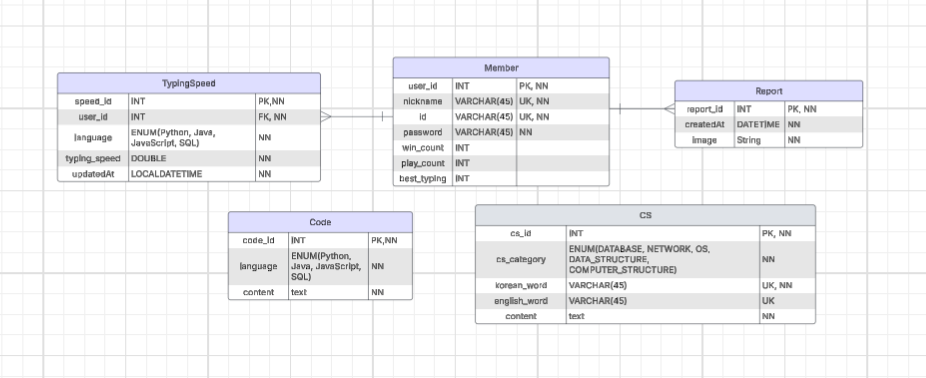 TypingSpeed
speed_id INT PK,NN
user_id INT FK, NN
language ENUM(Python, Java, JavaScript, SQL) NN
typing_speed DOUBLE NN
updatedAt LOCALDATETIME NN
Member
user_id INT PK, NN
nickname VARCHAR(45) UK, NN
id VARCHAR(45) UK, NN
password VARCHAR(45) NN
win_count INT
play_count INT
best_typing INT
Report
report_id INT PK, NN
createdAt DATETIME NN
image String NN
Code
code_id INT PK,NN
language ENUM(Python, Java, JavaScript, SQL) NN
content text NN
CS
cs_id INT PK, NN
cs_category ENUM(DATABASE, NETWORK, OS, DATA_STRUCTURE, COMPUTER_STRUCTURE) NN
korean_word VARCHAR(45) UK, NN
english_word VARCHAR(45) UK
content text NN